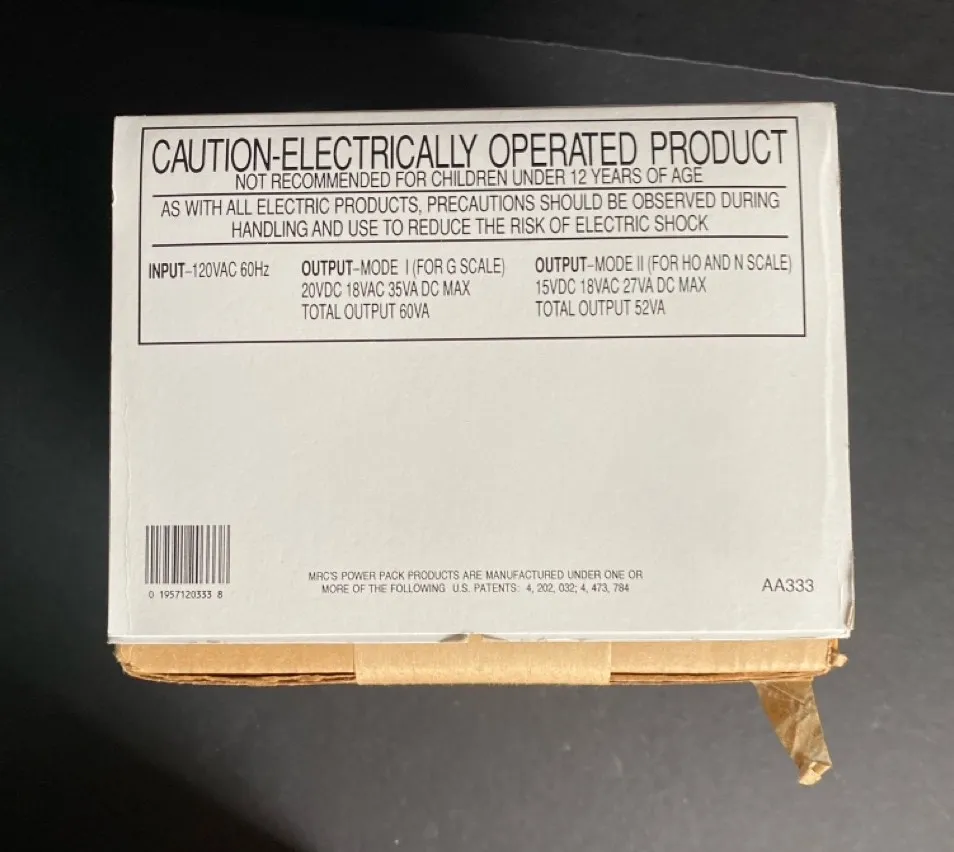 CAUTION-ELECTRICALLY OPERATED PRODUCT
NOT RECOMMENDED FOR CHILDREN UNDER 12 YEARS OF AGE
AS WITH ALL ELECTRIC PRODUCTS, PRECAUTIONS SHOULD BE OBSERVED DURING
HANDLING AND USE TO REDUCE THE RISK OF ELECTRIC SHOCK
INPUT-120VAC 60Hz
OUTPUT-MODE I (FOR G SCALE)
20VDC 18VAC 35VA DC MAX
TOTAL OUTPUT 60VA
OUTPUT-MODE II (FOR HO AND N SCALE)
15VDC 18VAC 27VA DC MAX
TOTAL OUTPUT 52VA
0 1957120333 8
MRC'S POWER PACK PRODUCTS ARE MANUFACTURED UNDER ONE OR
MORE OF THE FOLLOWING U.S. PATENTS: 4, 202, 032; 4, 473, 784
AA333